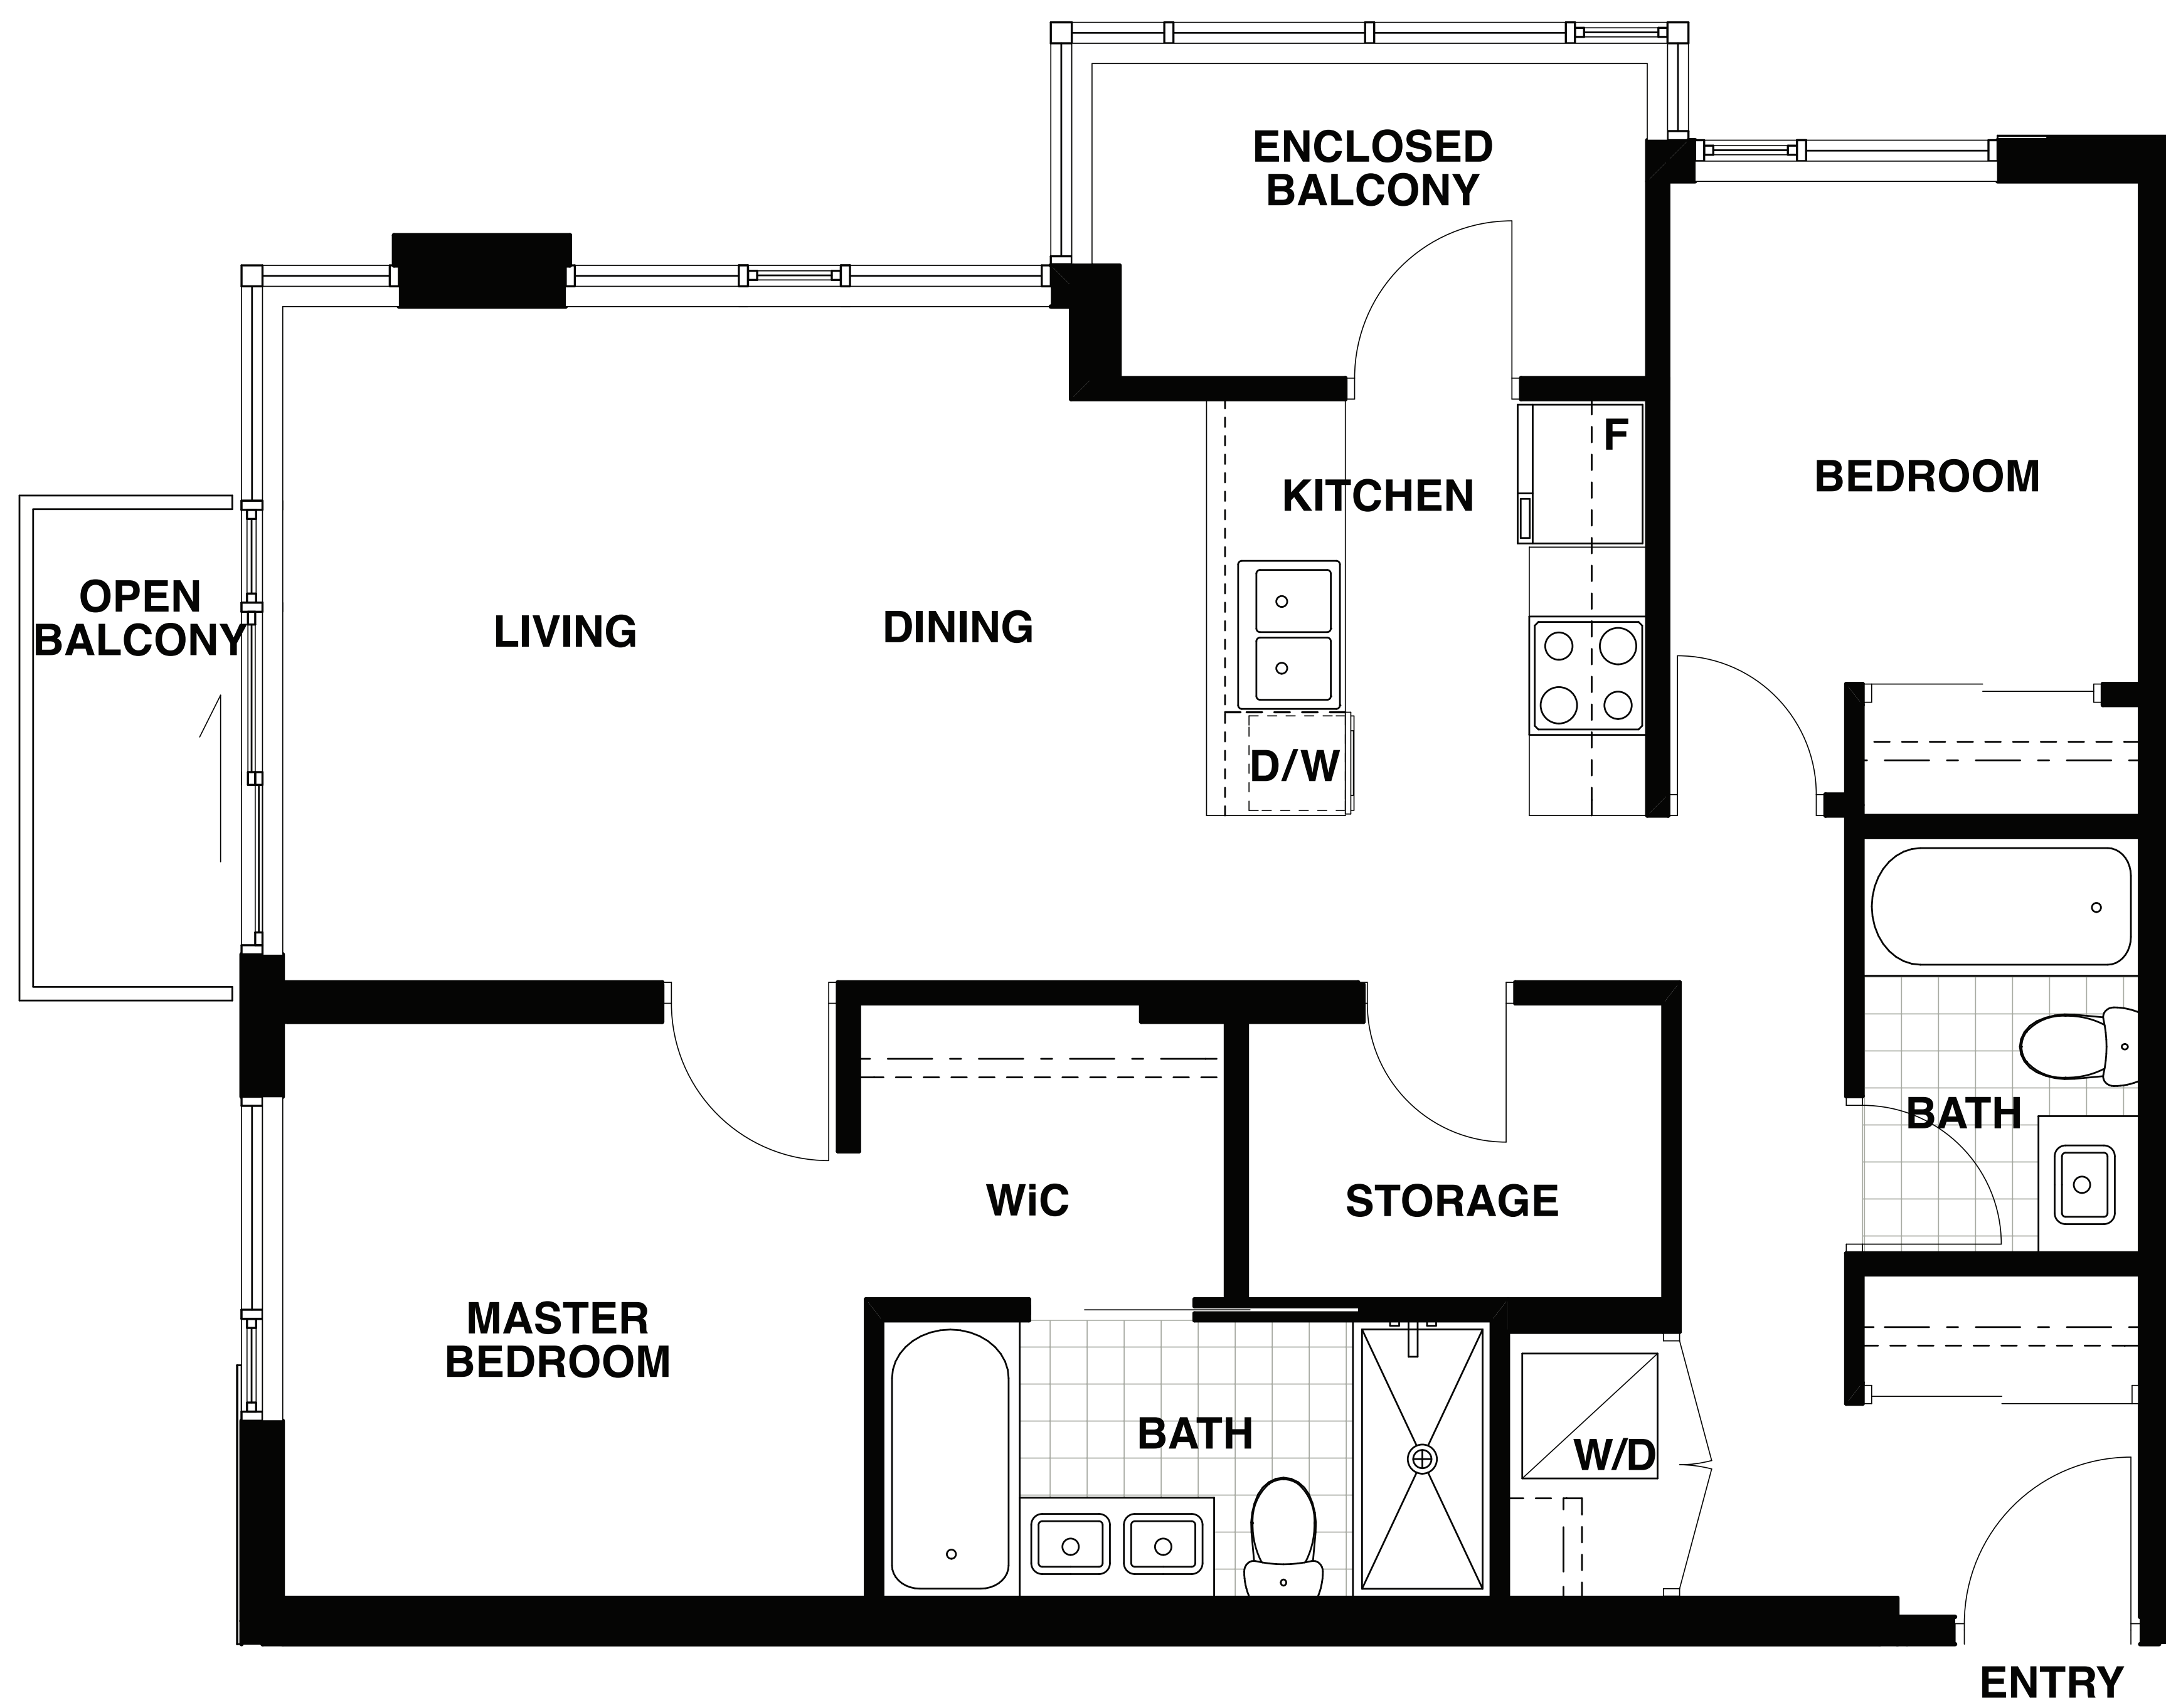 ENCLOSED
BALCONY
F
KITCHEN
BEDROOM
OPEN
BALCONY
LIVING
DINING
D/W
BATH
WiC
STORAGE
MASTER
BEDROOM
BATH
W/D
ENTRY